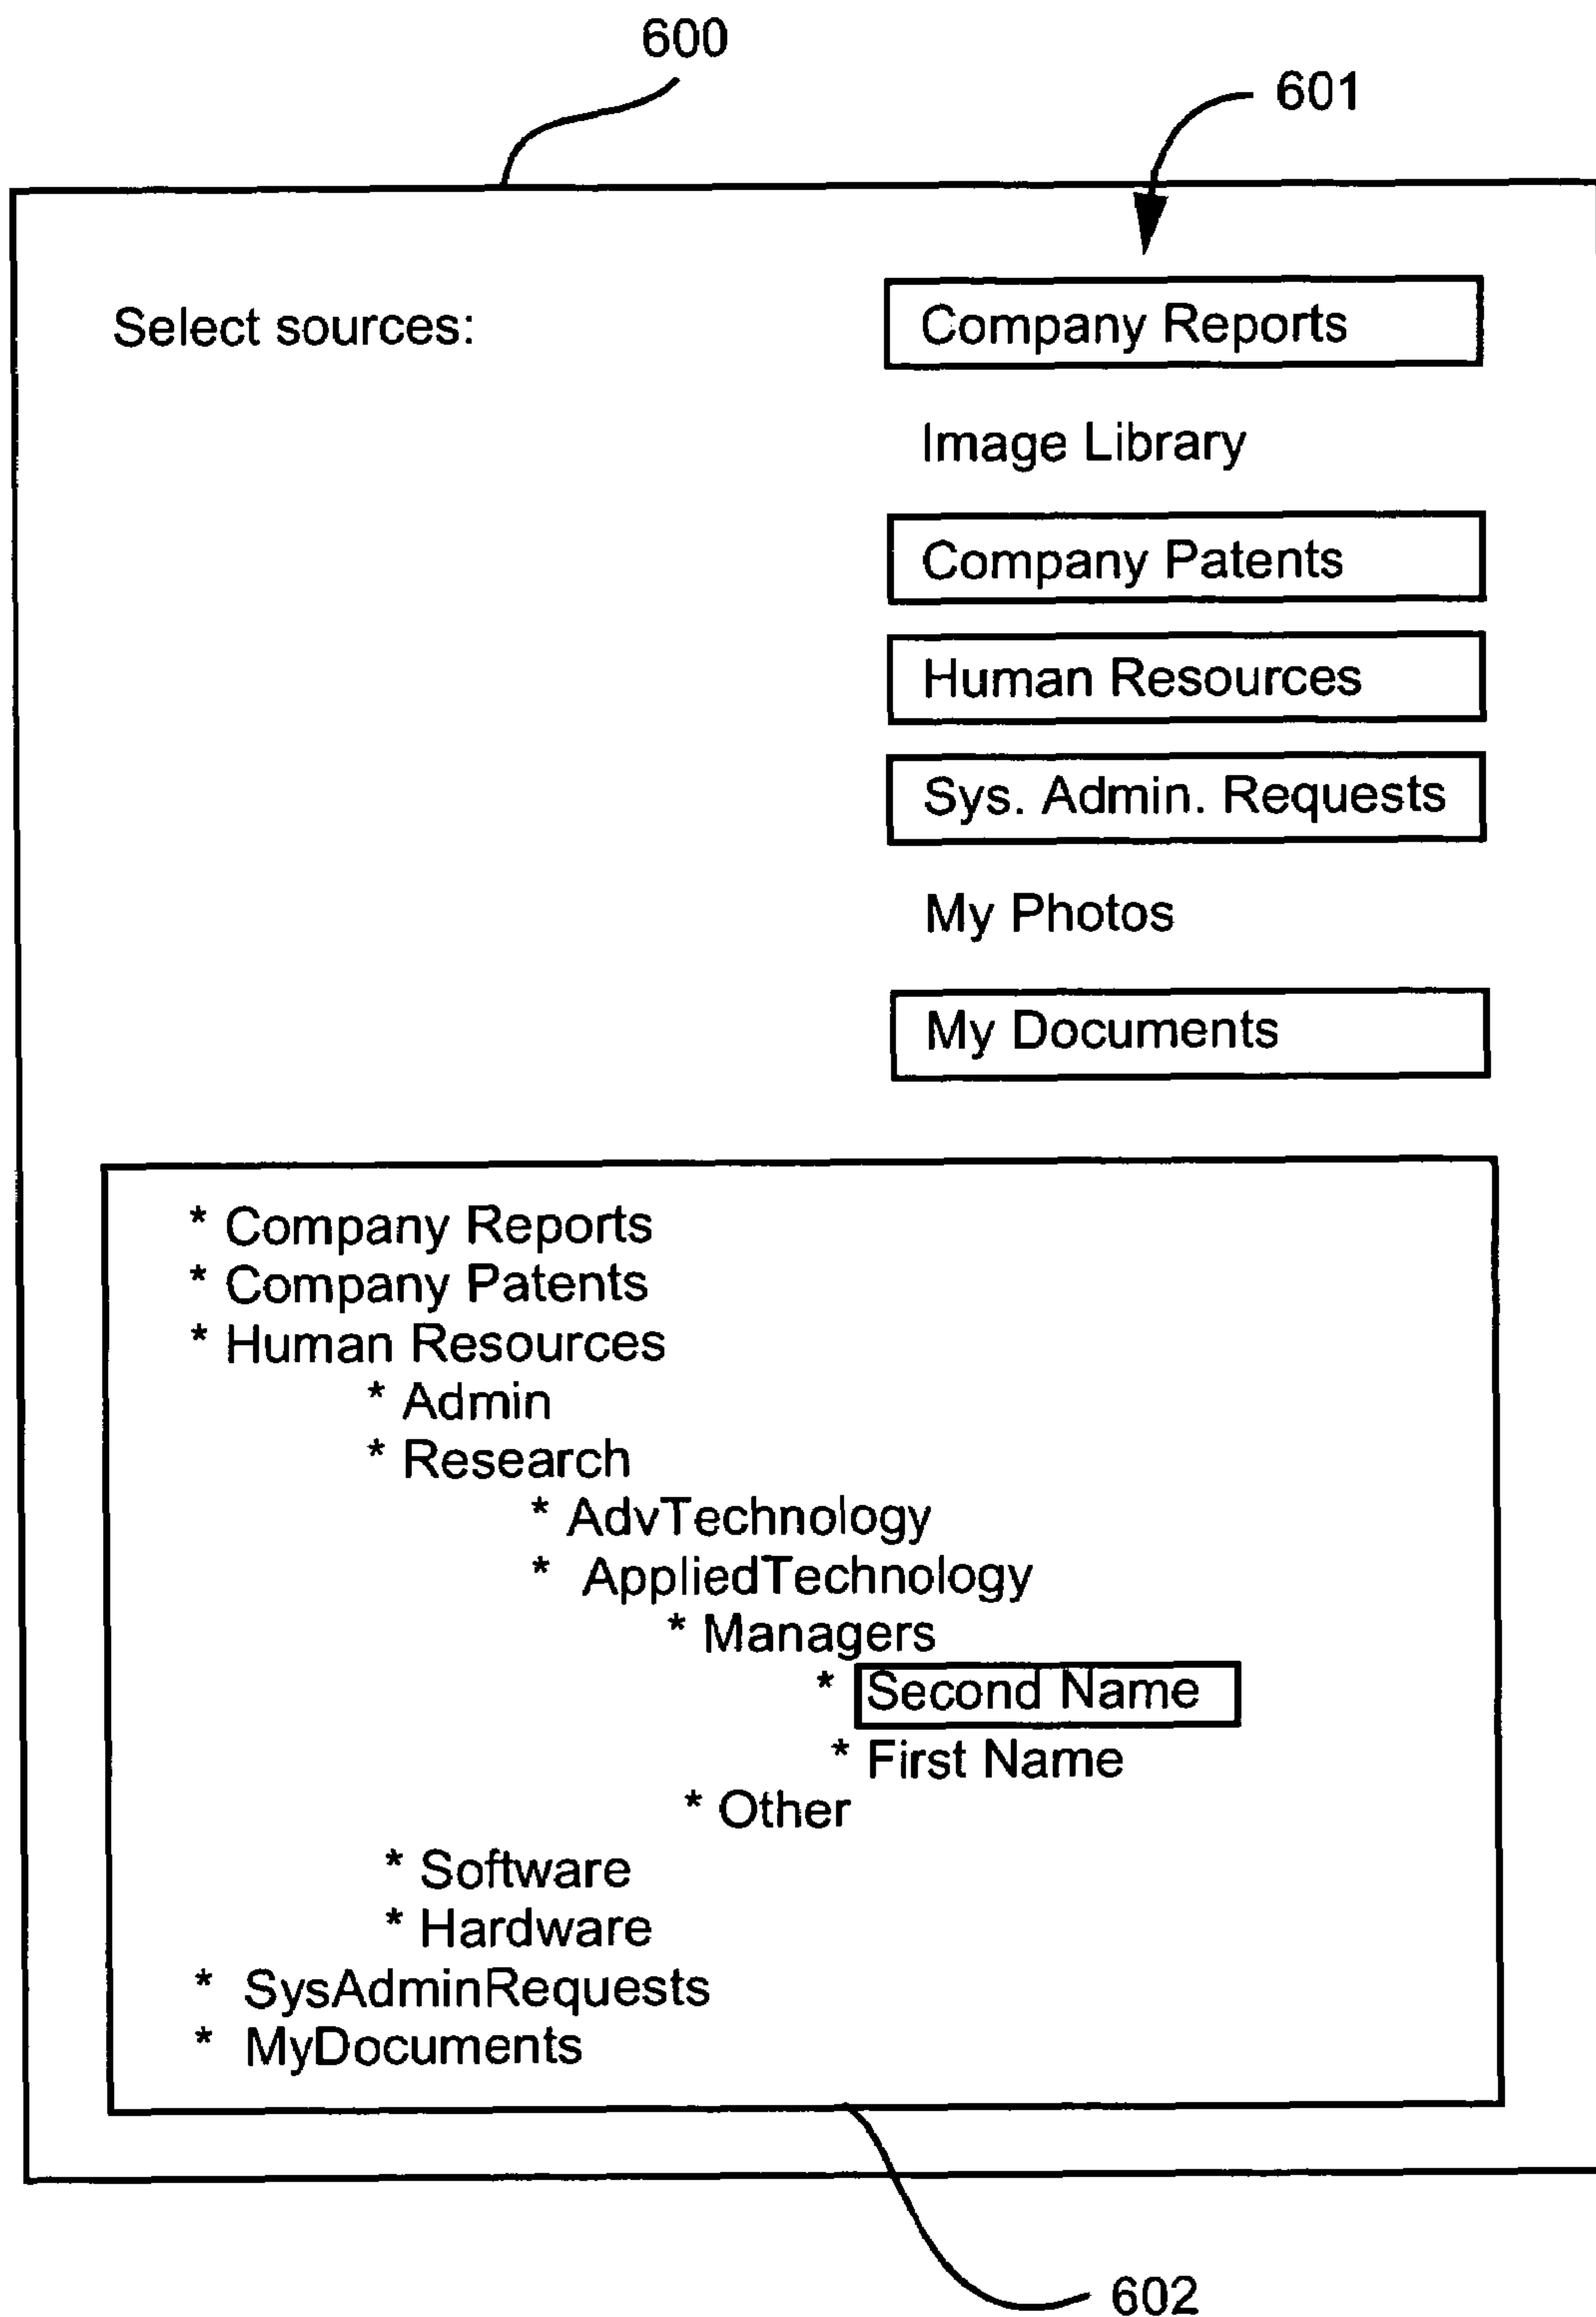 600
601
Select sources: Company Reports
Image Library
Company Patents
Human Resources
Sys. Admin. Requests
My Photos
My Documents
* Company Reports
* Company Patents
* Human Resources
* Admin
* Research
* AdvTechnology
* AppliedTechnology
* Managers
* Second Name
* First Name
* Other
* Software
* Hardware
* SysAdminRequests
* MyDocuments
602